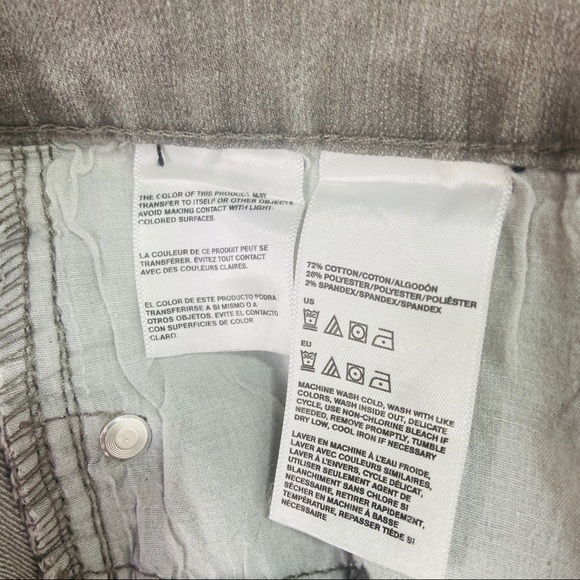 THE COLOR OF THIS PRODUCT MAY
TRANSFER TO ITSELF OR OTHER OBJECTS
AVOID MAKING CONTACT WITH LIGHT-
COLORED SURFACES.
LA COULEUR DE CE PRODUIT PEUT SE
TRANSFÉRER. ÉVITEZ TOUT CONTACT
AVEC DES COULEURS CLAIRES.
EL COLOR DE ESTE PRODUCTO PODRA
TRANSFERIRSE A SI MISMO O A
OTROS OBJETOS. EVITE EL CONTACTO
CON SUPERFICIES DE COLOR
CLARO.
72% COTTON/COTON/ALGODÓN
26% POLYESTER/POLYESTER/POLIÉSTER
2% SPANDEX/SPANDEX/SPANDEX
US
EU
MACHINE WASH COLD, WASH WITH LIKE
COLORS, WASH INSIDE OUT, DELICATE
CYCLE, USE NON-CHLORINE BLEACH IF
NEEDED, REMOVE PROMPTLY, TUMBLE
DRY LOW, COOL IRON IF NECESSARY
LAVER EN MACHINE À L'EAU FROIDE,
LAVER AVEC COULEURS SIMILAIRES,
LAVER À L'ENVERS, CYCLE DÉLICAT,
UTILISER SEULEMENT AGENT DE
BLANCHIMENT SANS CHLORE SI
NECESSAIRE, RETIRER RAPIDEMENT,
SÉCHER EN MACHINE A BASSE
TEMPÉRATURE, REPASSER TIÈDE SI
NÉCESSAIRE